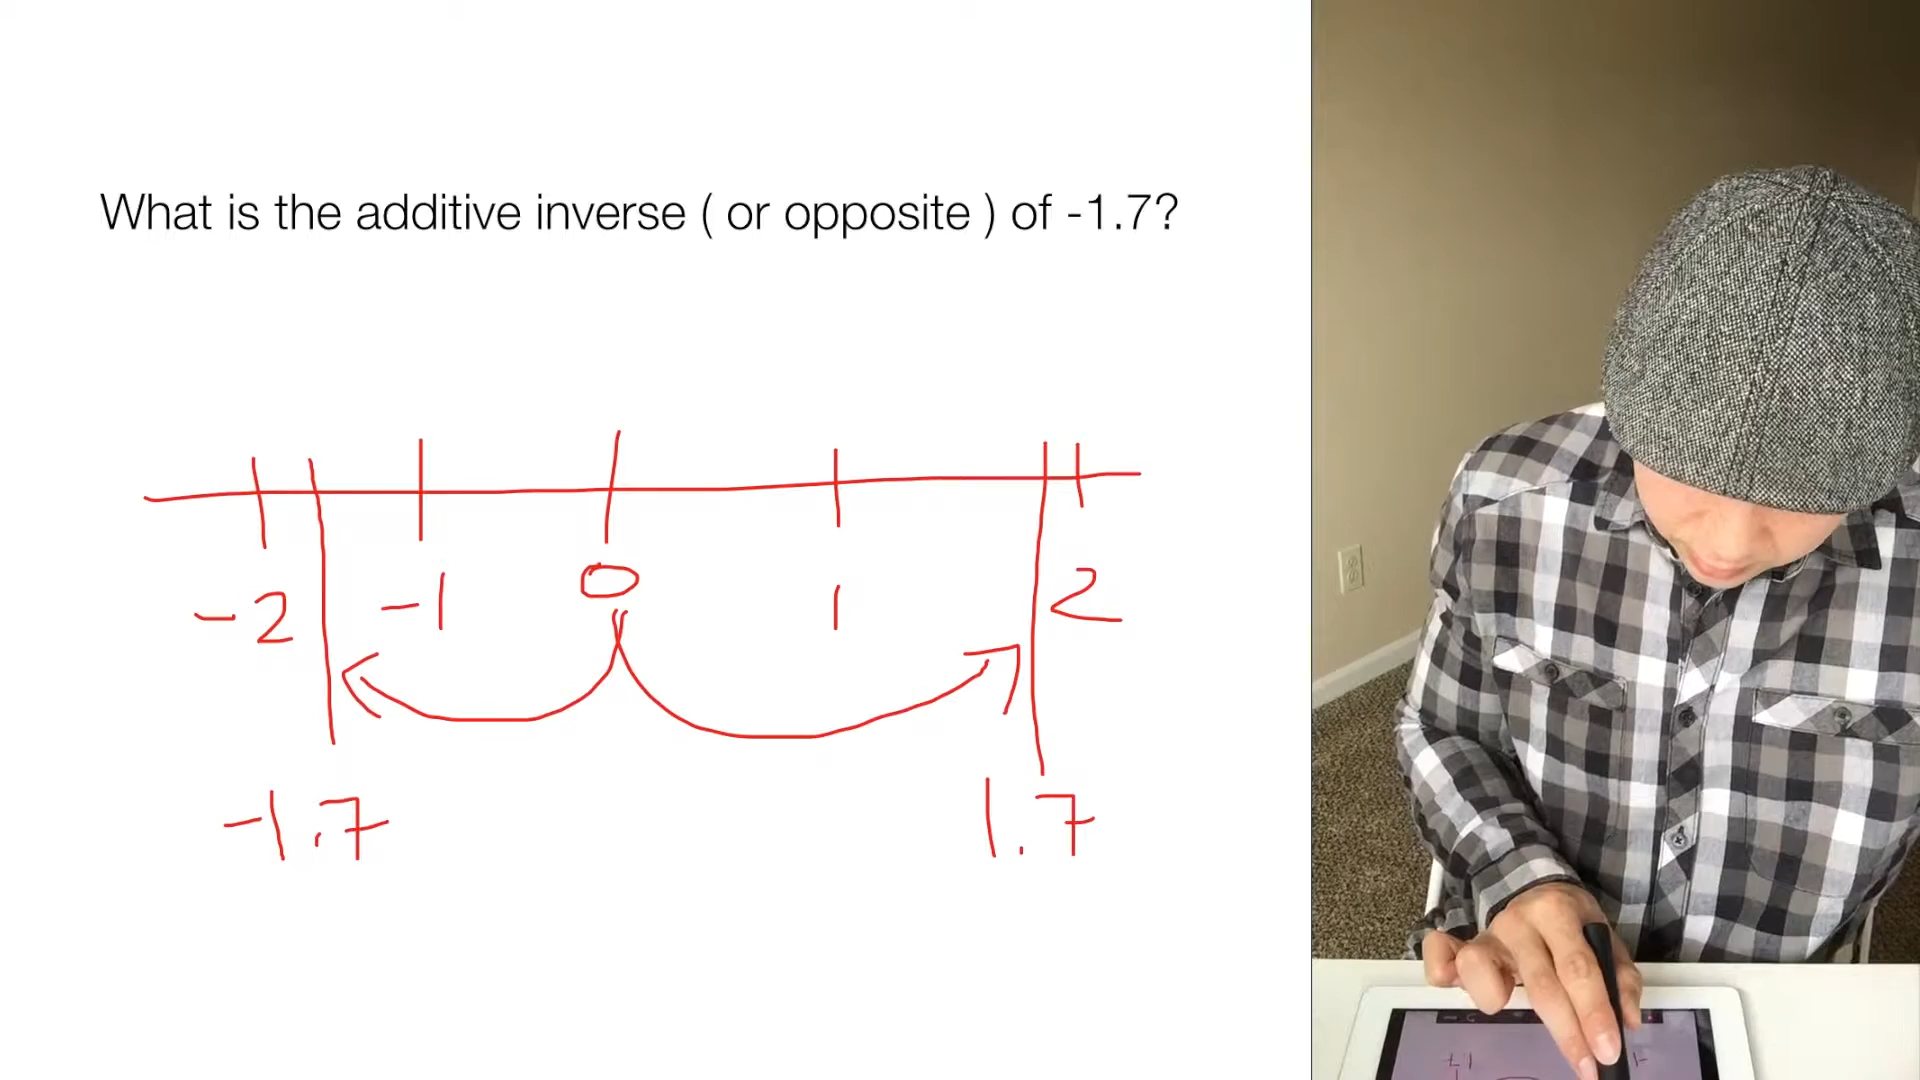 What is the additive inverse ( or opposite ) of -1.7?
-2 -1 0 1 2
-1.7 1.7